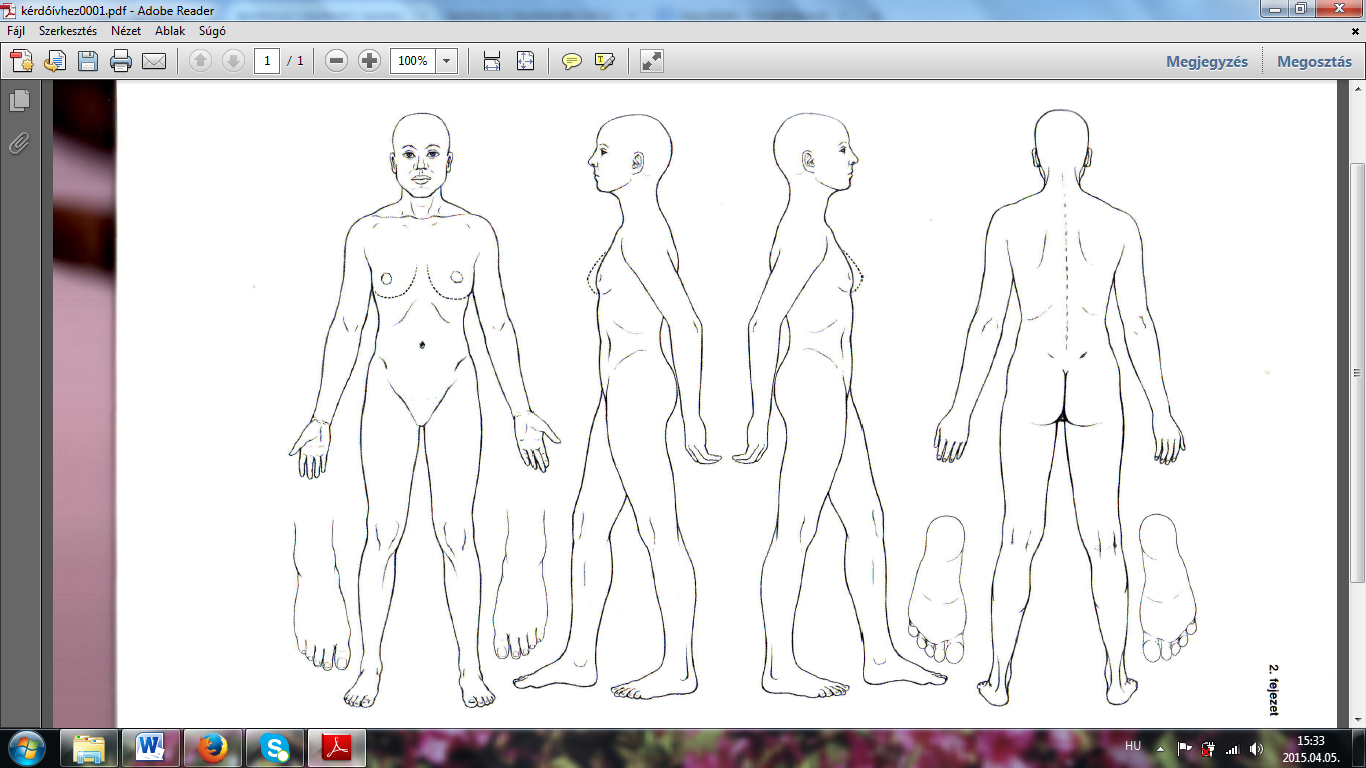 kérdőívhez0001.pdf - Adobe Reader
Fájl Szerkesztés Nézet Ablak Súgó
1 / 1 100% Megjegyzés Megosztás
2. fejezet
HU 15:33
2015.04.05.